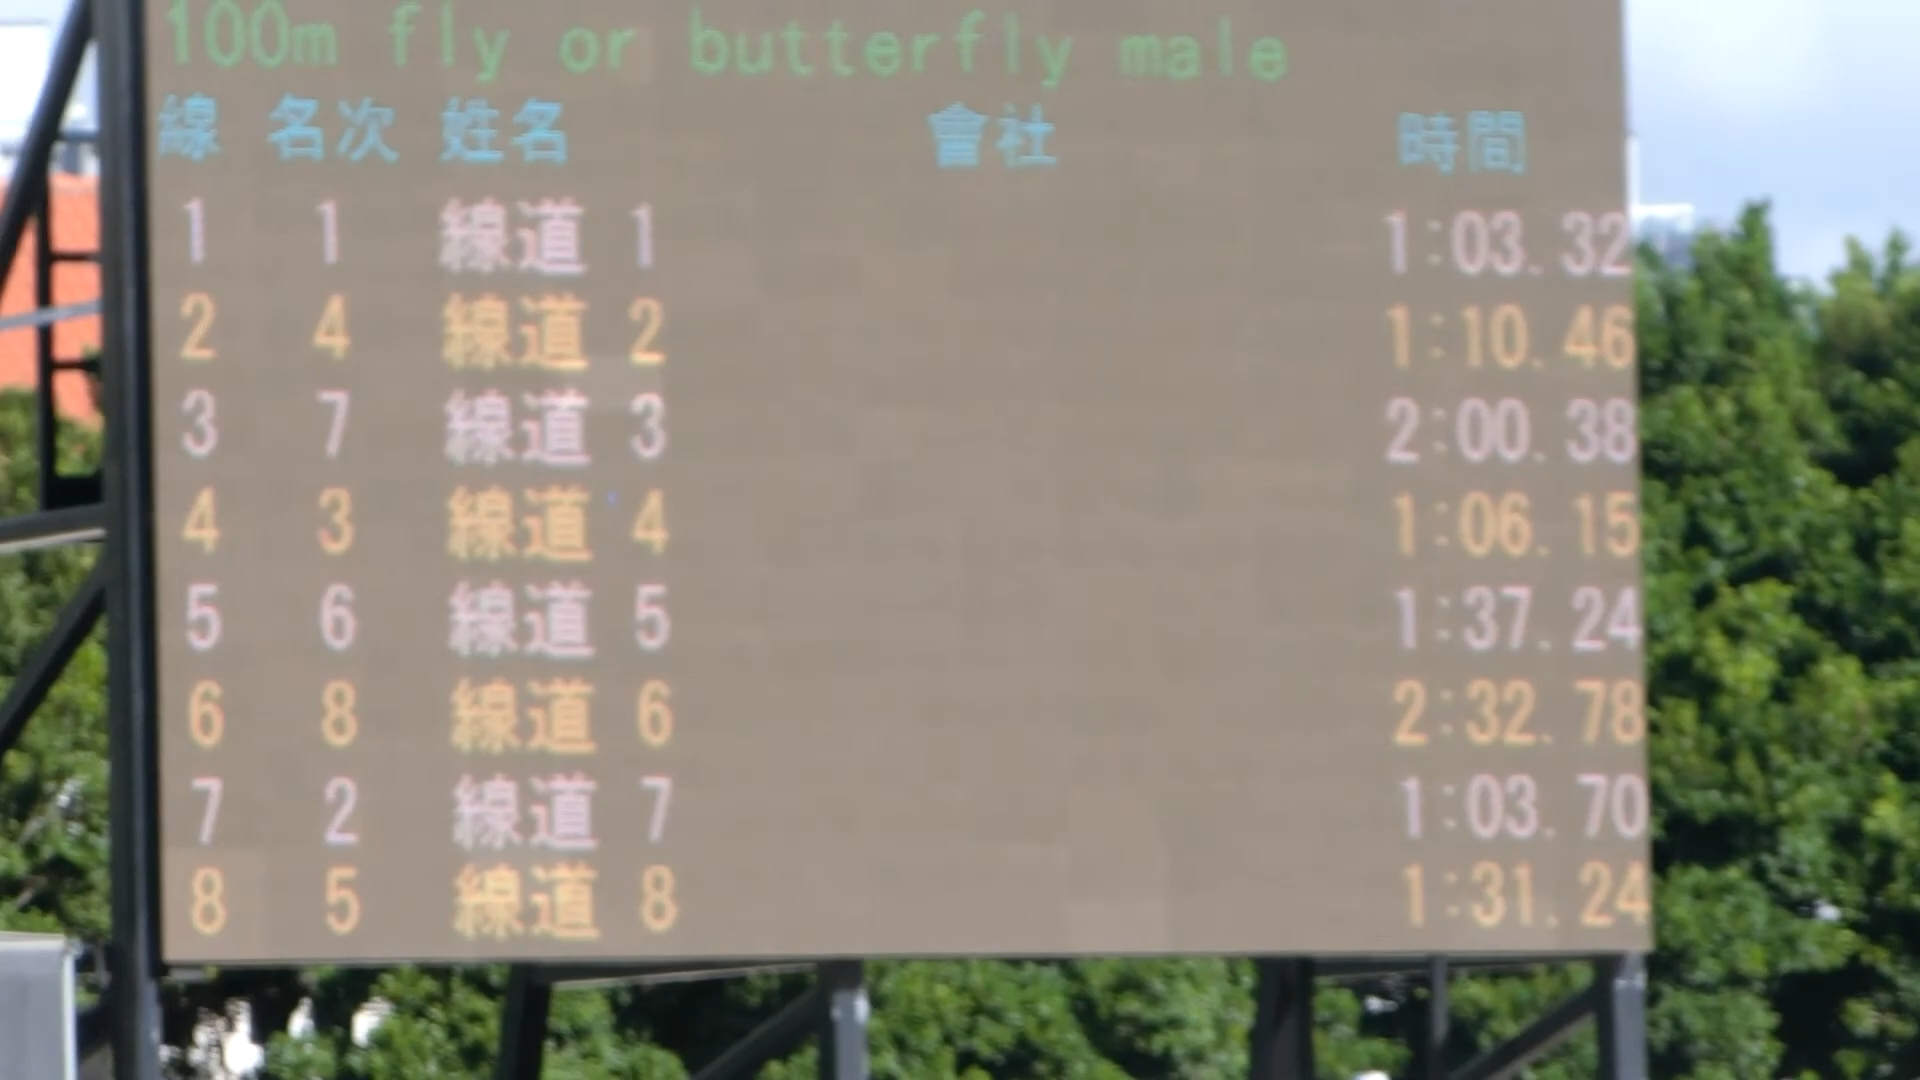 100m fly or butterfly male
線 名次 姓名 會社 時間
1 1 線道 1 1:03.32
2 4 線道 2 1:10.46
3 7 線道 3 2:00.38
4 3 線道 4 1:06.15
5 6 線道 5 1:37.24
6 8 線道 6 2:32.78
7 2 線道 7 1:03.70
8 5 線道 8 1:31.24